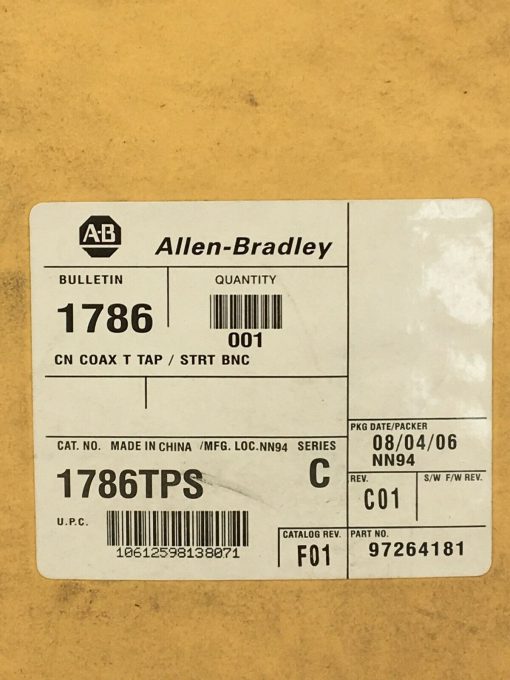 A-B Allen-Bradley
BULLETIN QUANTITY
1786
001
CN COAX T TAP / STRT BNC
PKG DATE/PACKER
08/04/06
NN94
CAT. NO. MADE IN CHINA /MFG. LOC.NN94 SERIES
1786TPS C
REV. S/W F/W REV.
C01
U.P.C.
10612598138071
CATALOG REV.
F01
PART NO.
97264181